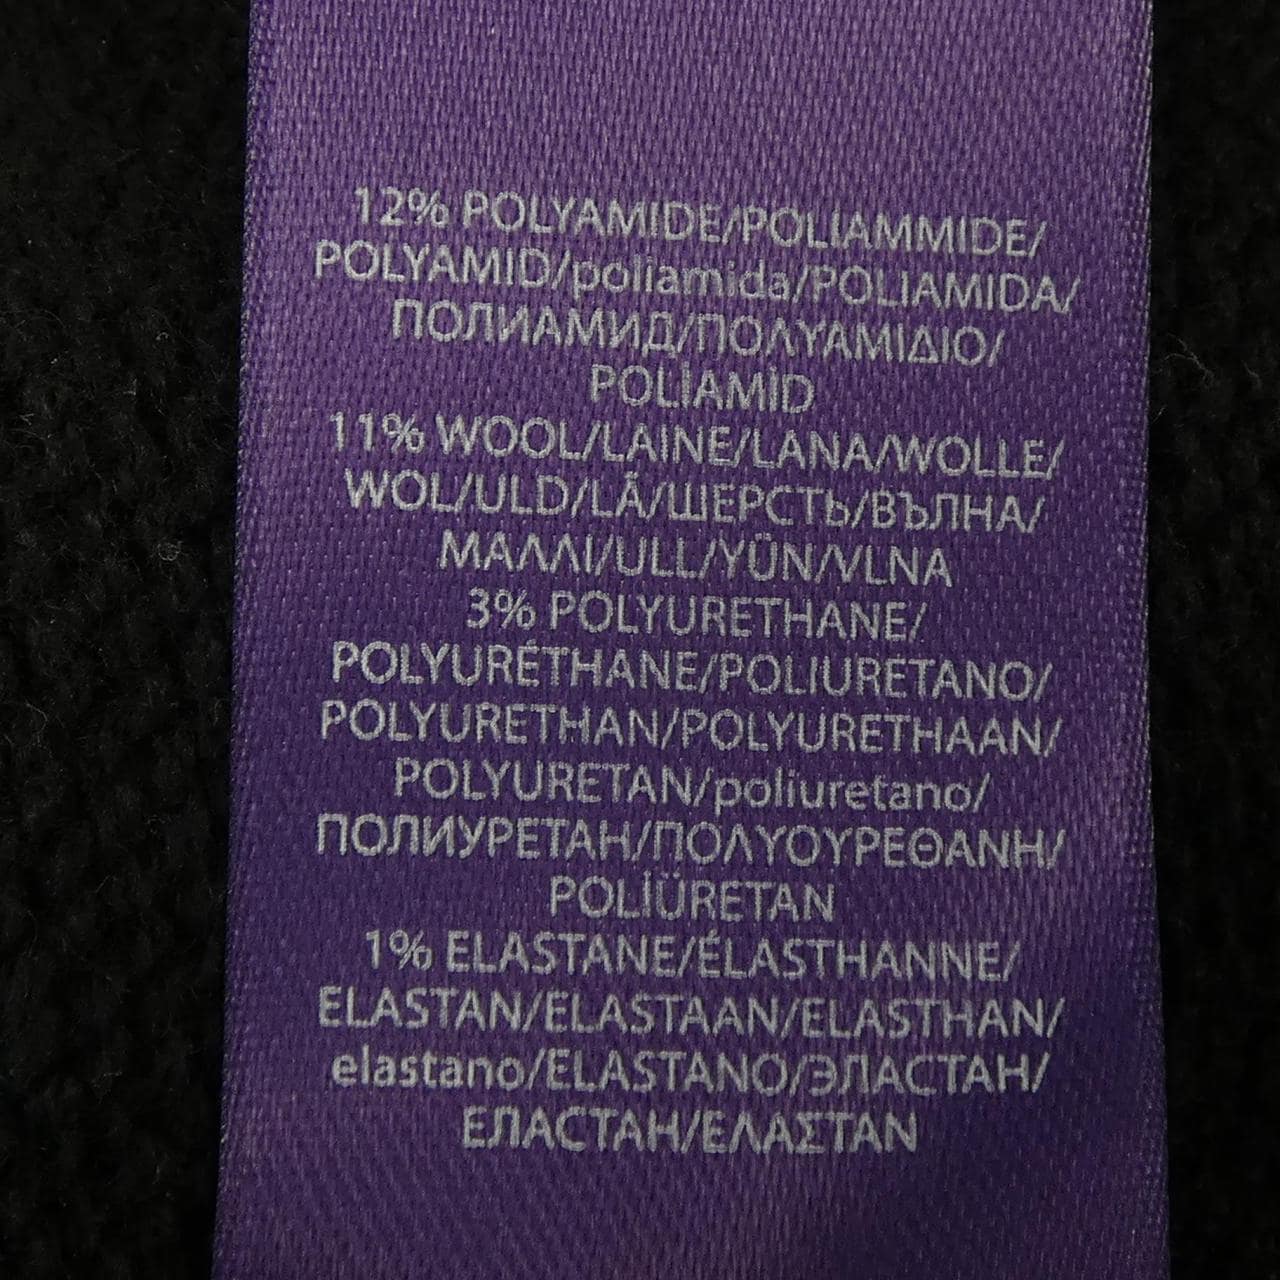 12% POLYAMIDE/POLIAMMIDE/
POLYAMID/poliamida/POLIAMIDA/
ПОЛИАМИД/ΠΟΛΥΑΜΙΔΙΟ/
POLİAMİD
11% WOOL/LAINE/LANA/WOLLE/
WOL/ULD/LÃ/ШЕРСТЬ/ВЪЛНА/
ΜΑΛΛΙ/ULL/YÜN/VLNA
3% POLYURETHANE/
POLYURÉTHANE/POLIURETANO/
POLYURETHAN/POLYURETHAAN/
POLYURETAN/poliuretano/
ПОЛИУРЕТАН/ΠΟΛΥΟΥΡΕΘΑΝΗ/
POLİÜRETAN
1% ELASTANE/ÉLASTHANNE/
ELASTAN/ELASTAAN/ELASTHAN/
elastano/ELASTANO/ЭЛАСТАН/
ЕЛАСТАН/ΕΛΑΣΤΑΝ